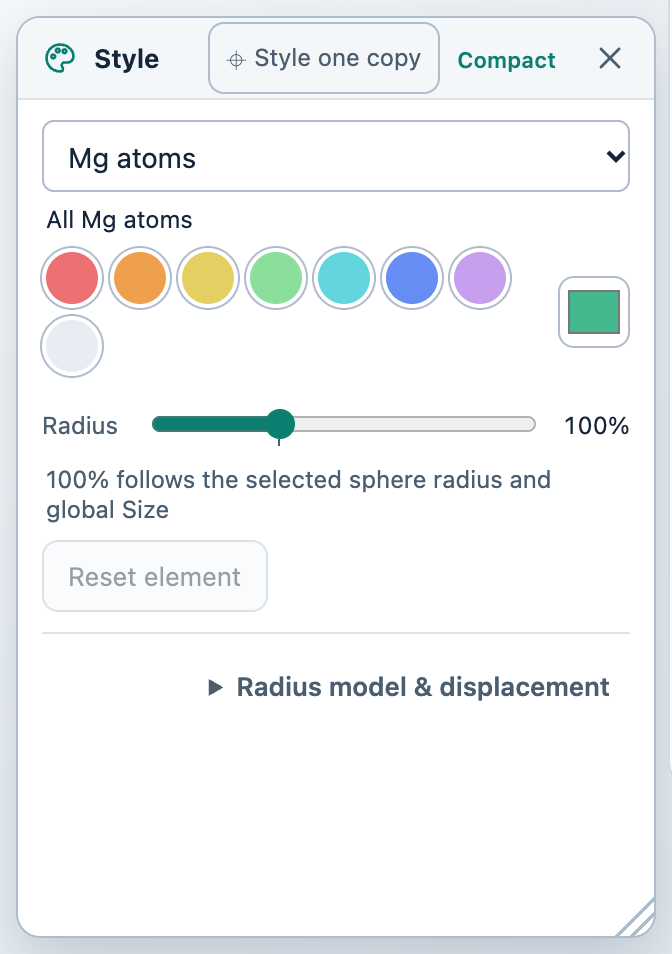 Style
Style one copy
Compact
Mg atoms
All Mg atoms
Radius
100%
100% follows the selected sphere radius and
global Size
Reset element
Radius model & displacement